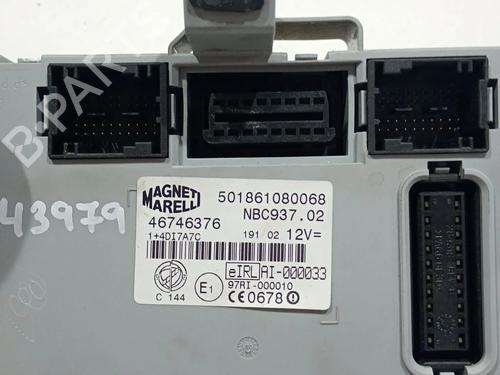 B-PARTS
MAGNETI
MARELLI
501861080068
NBC937.02
46746376
1+4DI7A7C
191 02 12V=
eIRL AI-000033
97RI-000010
C 144
E1
CE0678
43979